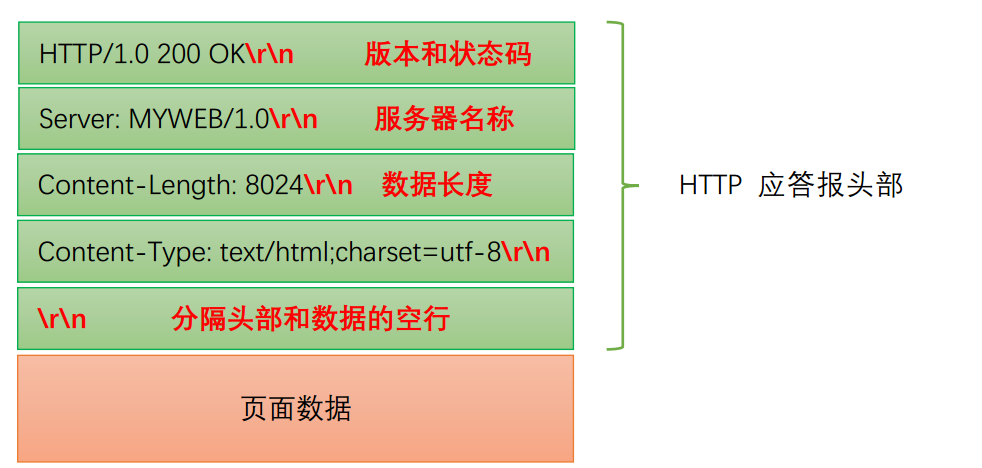 HTTP/1.0 200 OK\r\n 版本和状态码
Server: MYWEB/1.0\r\n 服务器名称
Content-Length: 8024\r\n 数据长度
HTTP 应答报头部
Content-Type: text/html;charset=utf-8\r\n
\r\n 分隔头部和数据的空行
页面数据